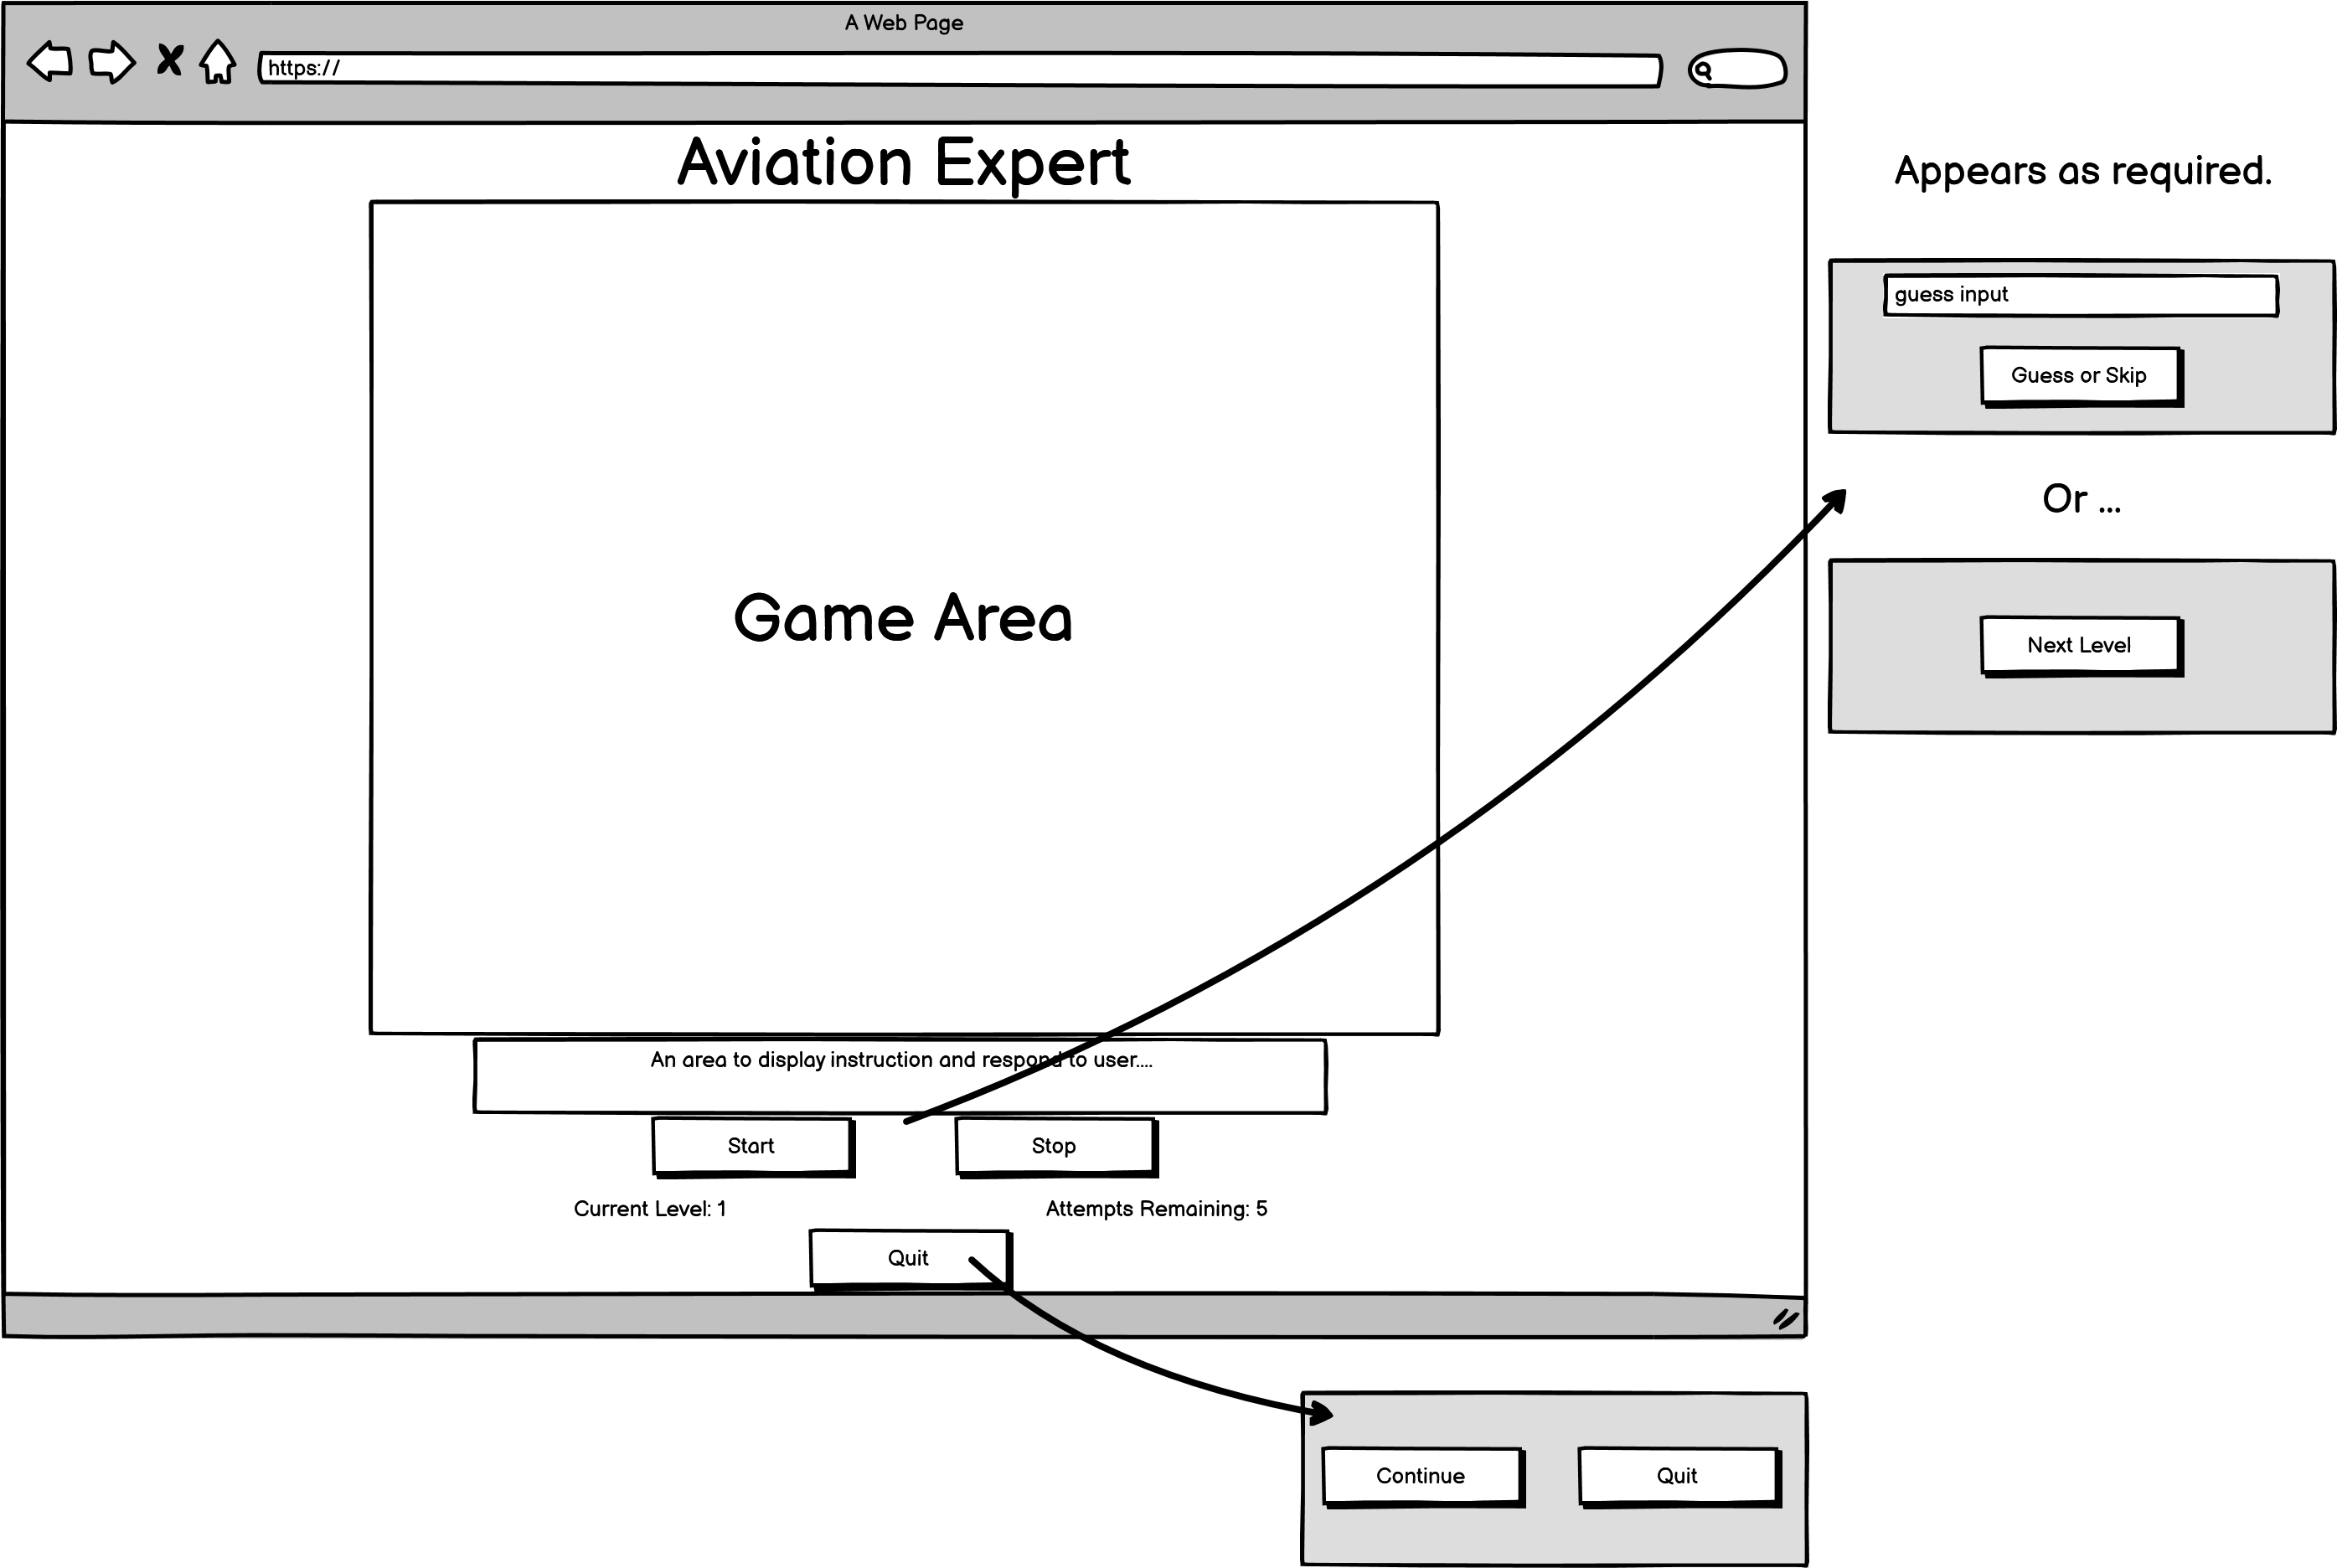 A Web Page
https://
Aviation Expert
Appears as required.
guess input
Guess or Skip
Or ...
Game Area
Next Level
An area to display instruction and respond to user....
Start
Stop
Current Level: 1
Attempts Remaining: 5
Quit
Continue
Quit